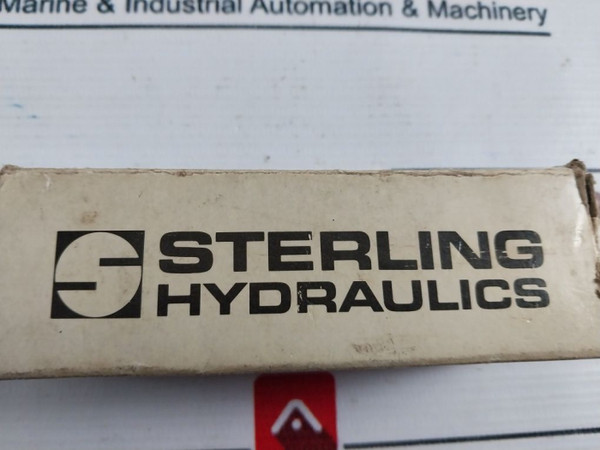 Marine & Industrial Automation & Machinery
STERLING
HYDRAULICS